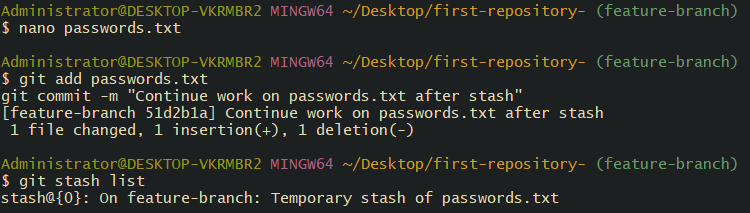 Administrator@DESKTOP-VKRMBR2 MINGW64 ~/Desktop/first-repository- (feature-branch)
$ nano passwords.txt
Administrator@DESKTOP-VKRMBR2 MINGW64 ~/Desktop/first-repository- (feature-branch)
$ git add passwords.txt
git commit -m "Continue work on passwords.txt after stash"
[feature-branch 51d2b1a] Continue work on passwords.txt after stash
1 file changed, 1 insertion(+), 1 deletion(-)
Administrator@DESKTOP-VKRMBR2 MINGW64 ~/Desktop/first-repository- (feature-branch)
$ git stash list
stash@{0}: On feature-branch: Temporary stash of passwords.txt